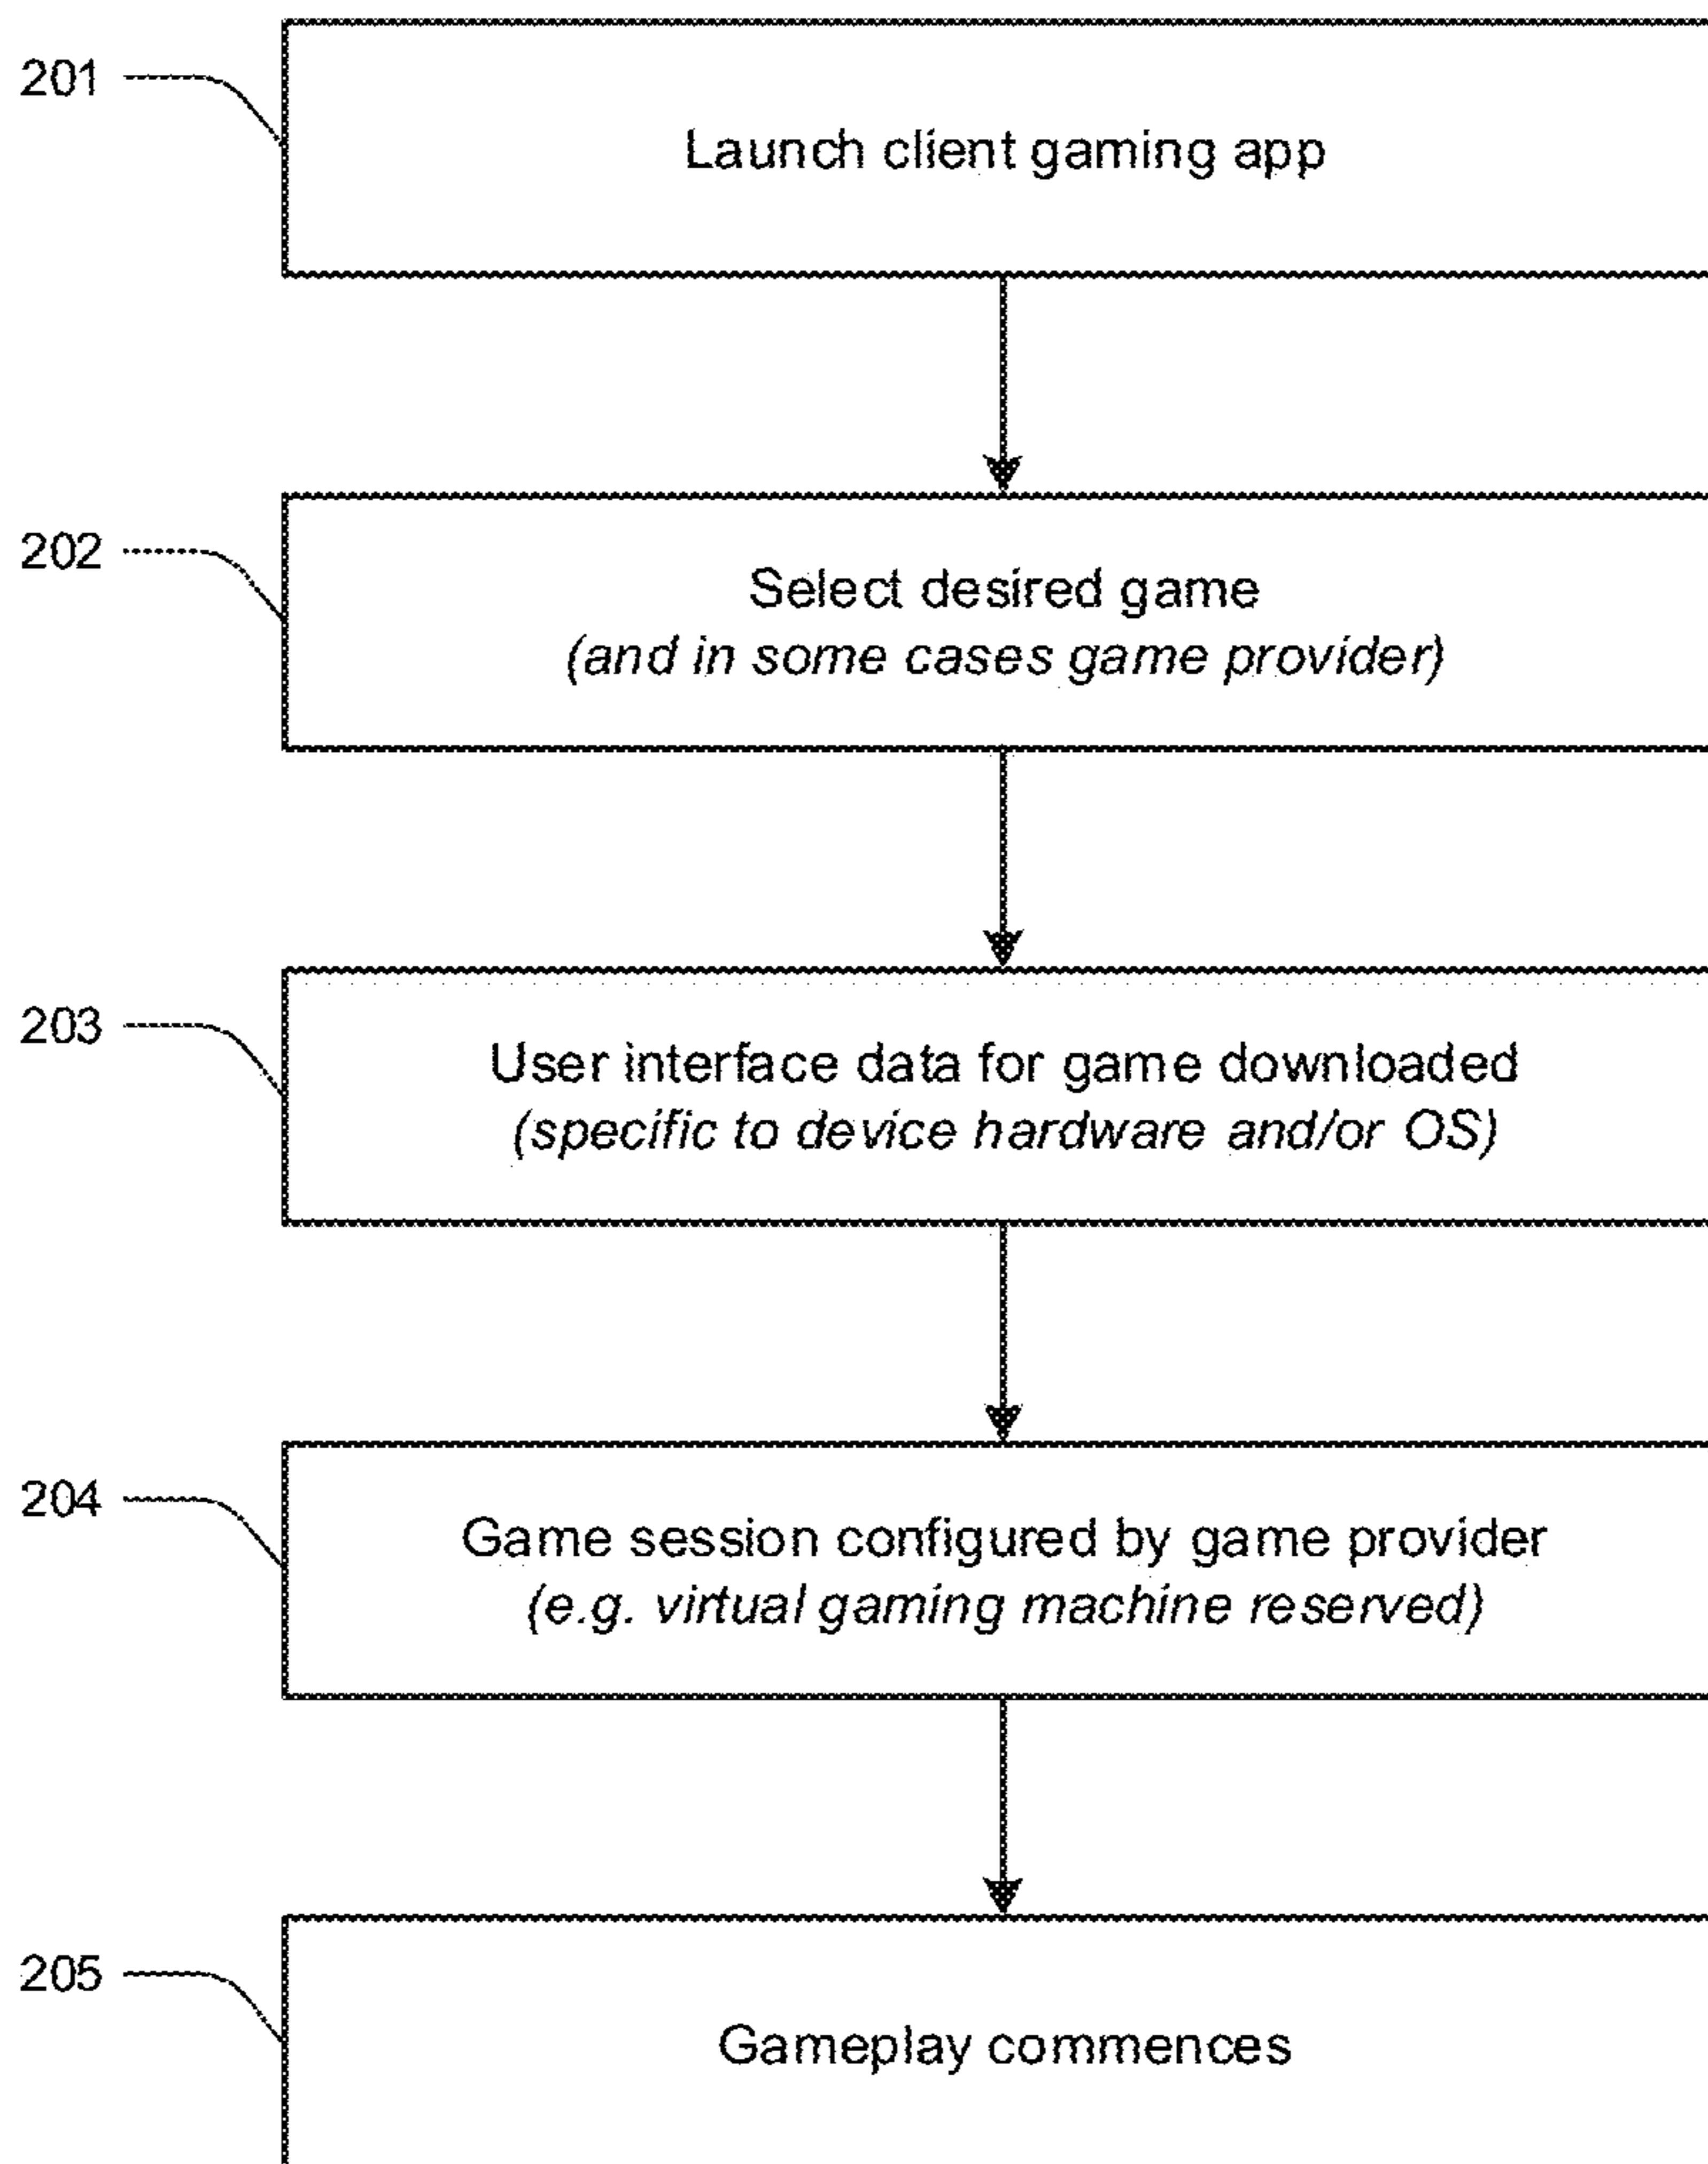 201
Launch client gaming app
202
Select desired game
(and in some cases game provider)
203
User interface data for game downloaded
(specific to device hardware and/or OS)
204
Game session configured by game provider
(e.g. virtual gaming machine reserved)
205
Gameplay commences